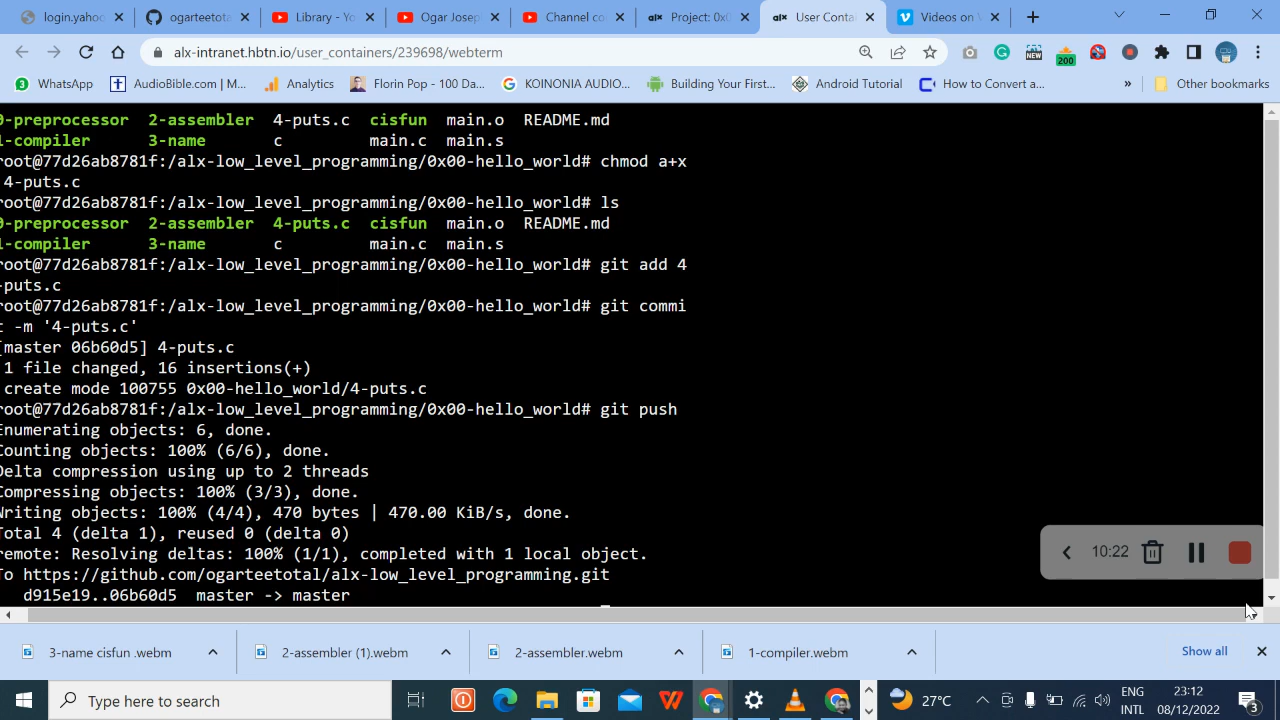 login.yahoo
ogarteetota
Library - Yo
Ogar Josep
Channel co
Project: 0x0
User Contai
Videos on V
alx-intranet.hbtn.io/user_containers/239698/webterm
NEW
200
WhatsApp
AudioBible.com | M...
Analytics
Florin Pop - 100 Da...
KOINONIA AUDIO...
Building Your First...
Android Tutorial
How to Convert a...
»
Other bookmarks
0-preprocessor 2-assembler 4-puts.c cisfun main.o README.md
1-compiler 3-name c main.c main.s
root@77d26ab8781f:/alx-low_level_programming/0x00-hello_world# chmod a+x
4-puts.c
root@77d26ab8781f:/alx-low_level_programming/0x00-hello_world# ls
0-preprocessor 2-assembler 4-puts.c cisfun main.o README.md
1-compiler 3-name c main.c main.s
root@77d26ab8781f:/alx-low_level_programming/0x00-hello_world# git add 4
-puts.c
root@77d26ab8781f:/alx-low_level_programming/0x00-hello_world# git commi
t -m '4-puts.c'
[master 06b60d5] 4-puts.c
1 file changed, 16 insertions(+)
create mode 100755 0x00-hello_world/4-puts.c
root@77d26ab8781f:/alx-low_level_programming/0x00-hello_world# git push
Enumerating objects: 6, done.
Counting objects: 100% (6/6), done.
Delta compression using up to 2 threads
Compressing objects: 100% (3/3), done.
Writing objects: 100% (4/4), 470 bytes | 470.00 KiB/s, done.
Total 4 (delta 1), reused 0 (delta 0)
remote: Resolving deltas: 100% (1/1), completed with 1 local object.
To https://github.com/ogarteetotal/alx-low_level_programming.git
d915e19..06b60d5 master -> master
10:22
3-name cisfun .webm
2-assembler (1).webm
2-assembler.webm
1-compiler.webm
Show all
Type here to search
27°C
ENG
INTL
23:12
08/12/2022
3